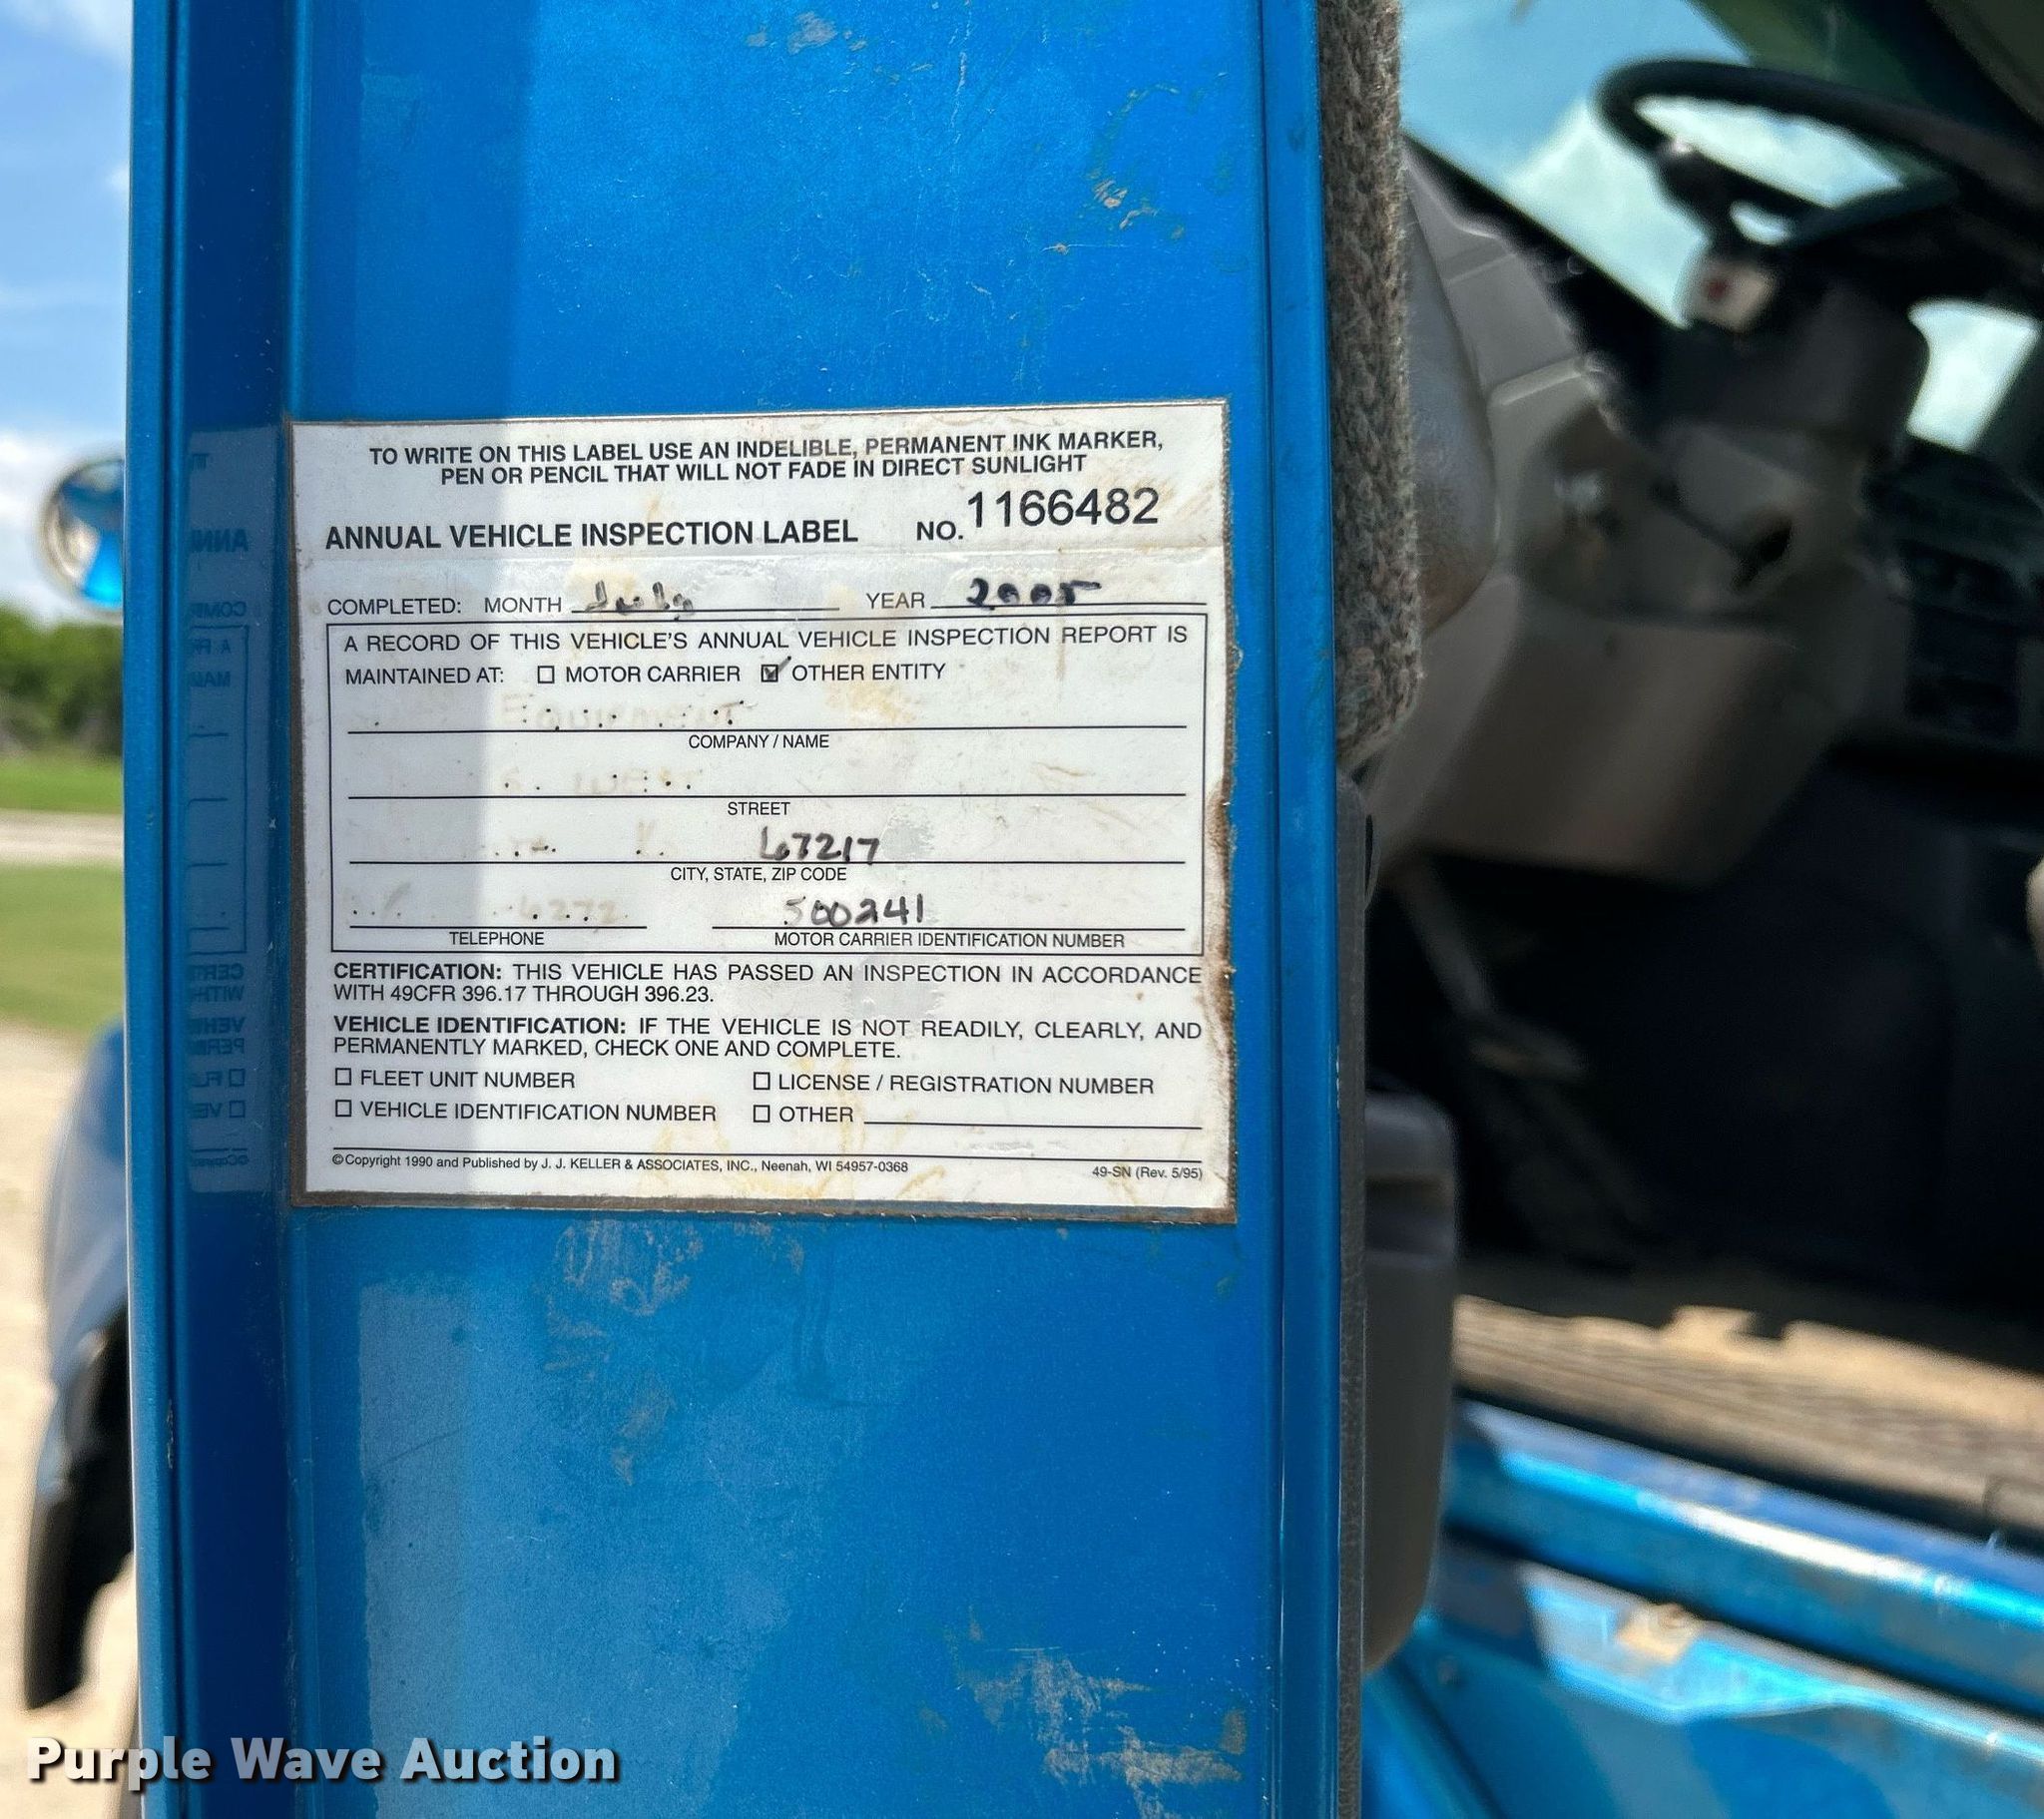 TO WRITE ON THIS LABEL USE AN INDELIBLE, PERMANENT INK MARKER,
PEN OR PENCIL THAT WILL NOT FADE IN DIRECT SUNLIGHT
ANNUAL VEHICLE INSPECTION LABEL NO. 1166482
COMPLETED: MONTH July YEAR 2005
A RECORD OF THIS VEHICLE'S ANNUAL VEHICLE INSPECTION REPORT IS
MAINTAINED AT: ☐ MOTOR CARRIER ☑ OTHER ENTITY
Equipment
COMPANY / NAME
STREET
67217
CITY, STATE, ZIP CODE
500241
TELEPHONE MOTOR CARRIER IDENTIFICATION NUMBER
CERTIFICATION: THIS VEHICLE HAS PASSED AN INSPECTION IN ACCORDANCE
WITH 49CFR 396.17 THROUGH 396.23.
VEHICLE IDENTIFICATION: IF THE VEHICLE IS NOT READILY, CLEARLY, AND
PERMANENTLY MARKED, CHECK ONE AND COMPLETE.
☐ FLEET UNIT NUMBER ☐ LICENSE / REGISTRATION NUMBER
☐ VEHICLE IDENTIFICATION NUMBER ☐ OTHER
©Copyright 1990 and Published by J. J. KELLER & ASSOCIATES, INC., Neenah, WI 54957-0368 49-SN (Rev. 5/95)
Purple Wave Auction